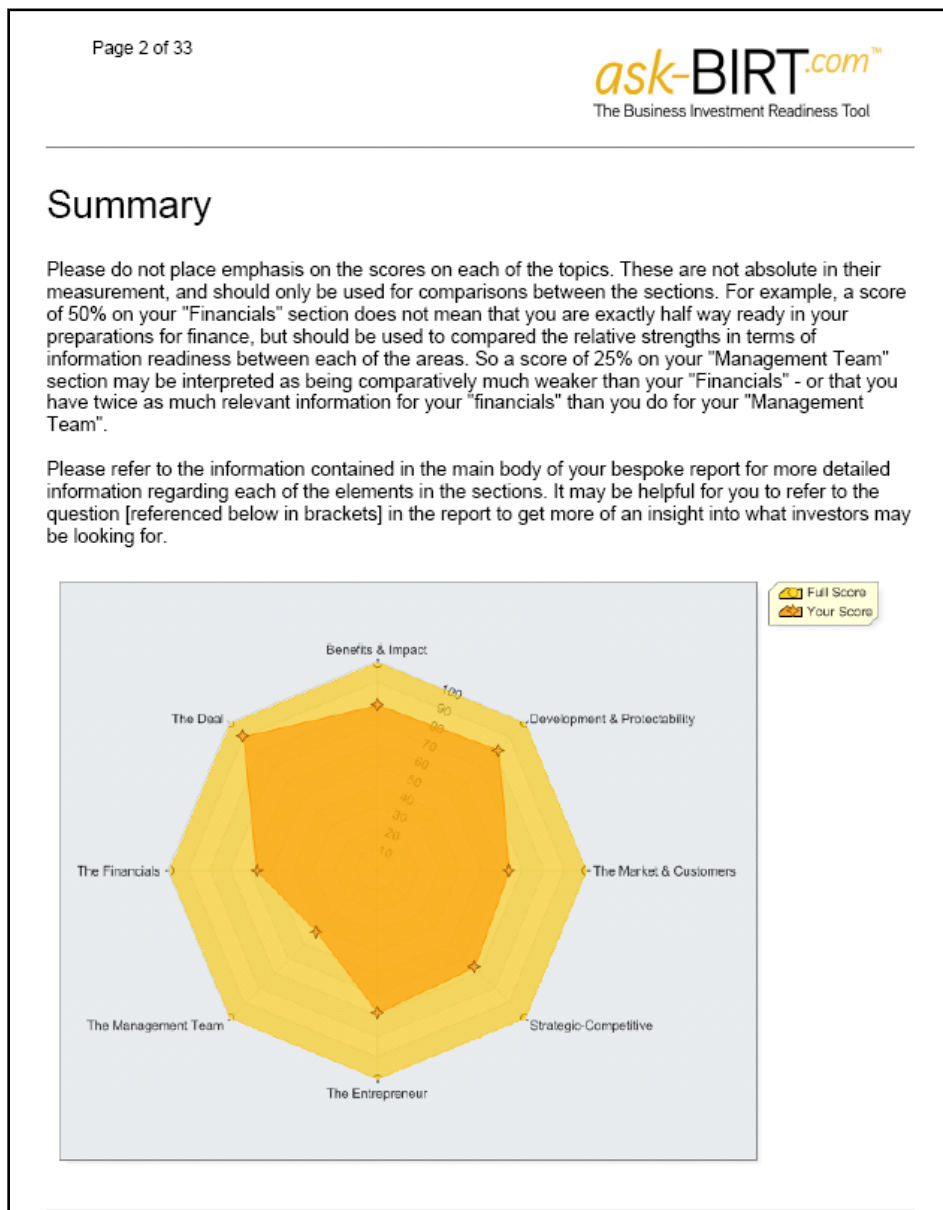 Page 2 of 33
ask-BIRT.com™
The Business Investment Readiness Tool
Summary
Please do not place emphasis on the scores on each of the topics. These are not absolute in their
measurement, and should only be used for comparisons between the sections. For example, a score
of 50% on your "Financials" section does not mean that you are exactly half way ready in your
preparations for finance, but should be used to compared the relative strengths in terms of
information readiness between each of the areas. So a score of 25% on your "Management Team"
section may be interpreted as being comparatively much weaker than your "Financials" - or that you
have twice as much relevant information for your "financials" than you do for your "Management
Team".
Please refer to the information contained in the main body of your bespoke report for more detailed
information regarding each of the elements in the sections. It may be helpful for you to refer to the
question [referenced below in brackets] in the report to get more of an insight into what investors may
be looking for.
Full Score
Your Score
Benefits & Impact
100
90
80
70
60
50
40
30
20
10
The Deal
Development & Protectability
The Financials
The Market & Customers
The Management Team
Strategic-Competitive
The Entrepreneur